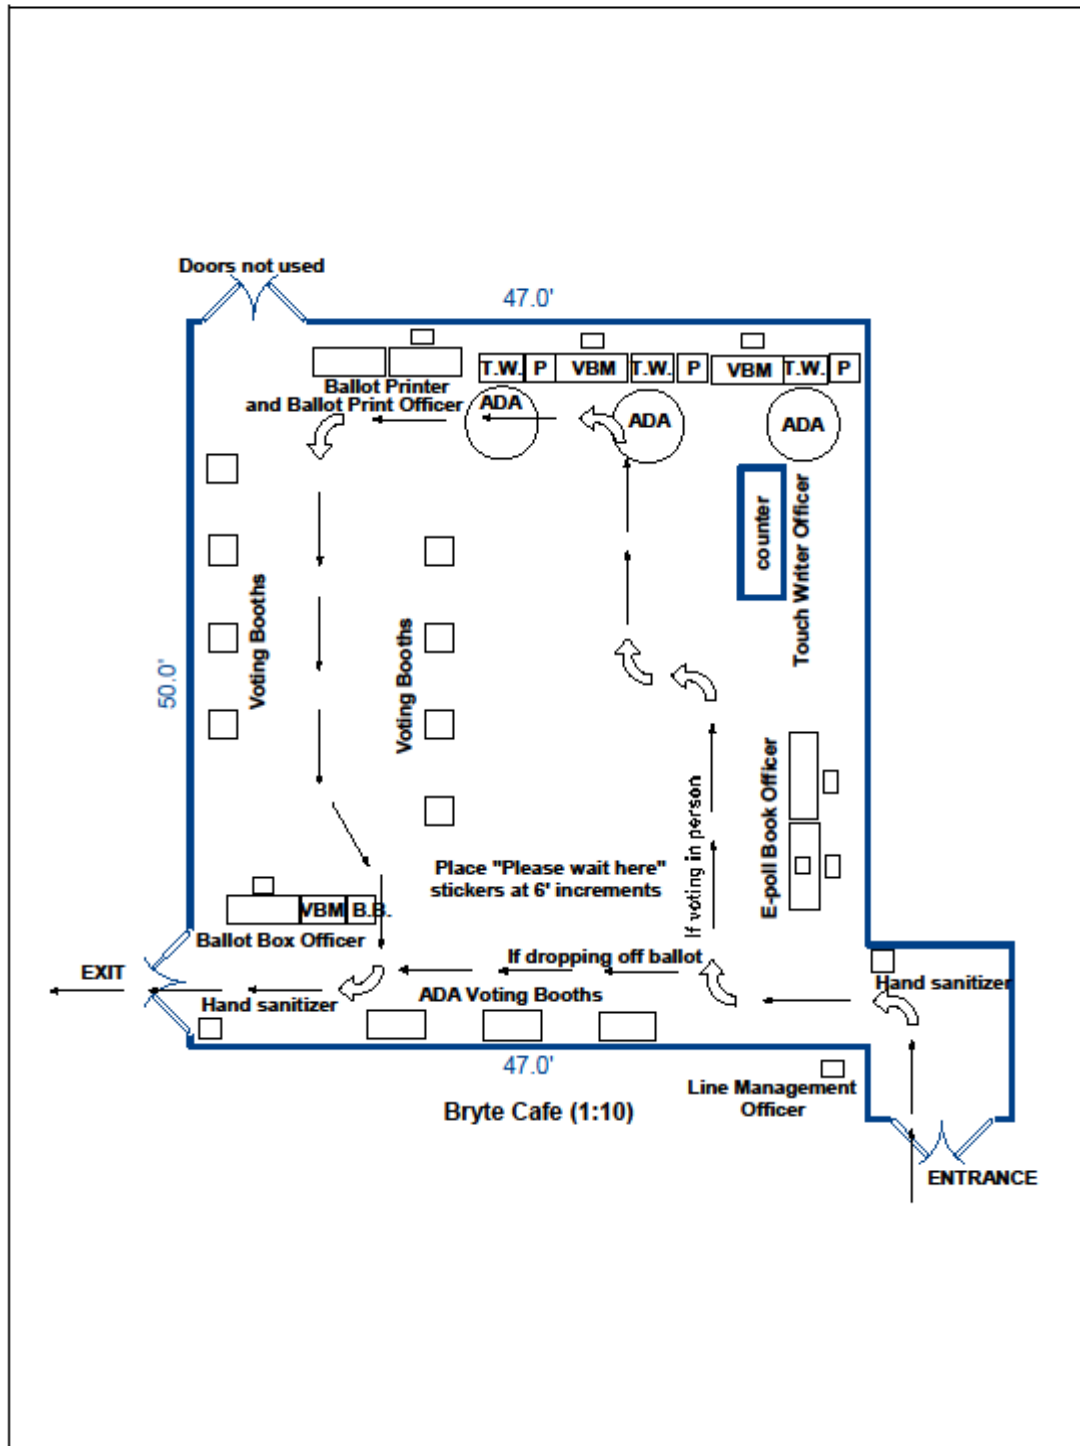 Doors not used
47.0'
T.W.
P
VBM
T.W.
P
VBM
T.W.
P
Ballot Printer
and Ballot Print Officer
ADA
ADA
ADA
counter
Touch Writer Officer
Voting Booths
Voting Booths
50.0'
If voting in person
E-poll Book Officer
Place "Please wait here"
stickers at 6' increments
VBM
B.B.
Ballot Box Officer
If dropping off ballot
EXIT
Hand sanitizer
ADA Voting Booths
Hand sanitizer
47.0'
Line Management
Officer
Bryte Cafe (1:10)
ENTRANCE